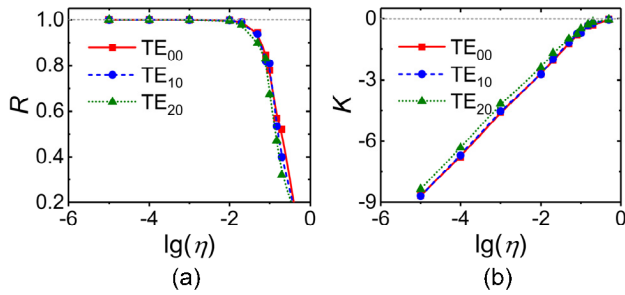 1.0
0.8
0.6
0.4
0.2
R
TE00
TE10
TE20
-6 -4 -2 0
lg(η)
(a)
0
-3
-6
-9
K
TE00
TE10
TE20
-6 -4 -2 0
lg(η)
(b)